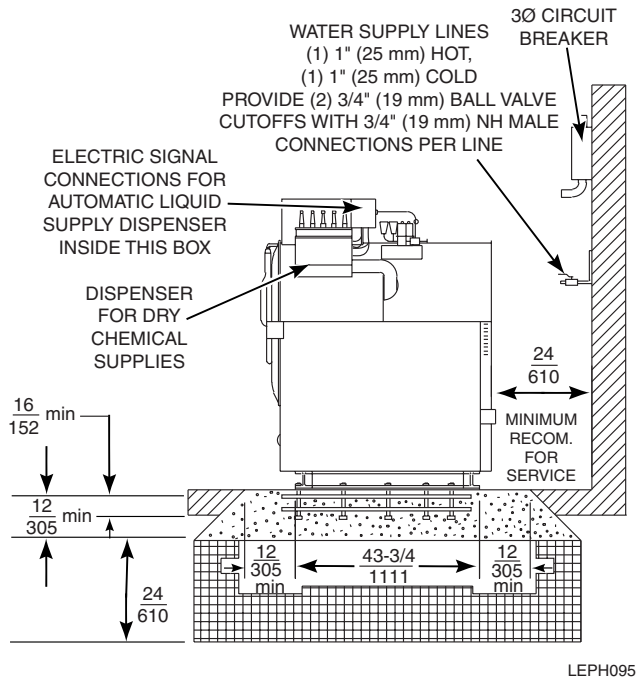 3Ø CIRCUIT
BREAKER
WATER SUPPLY LINES
(1) 1" (25 mm) HOT,
(1) 1" (25 mm) COLD
PROVIDE (2) 3/4" (19 mm) BALL VALVE
CUTOFFS WITH 3/4" (19 mm) NH MALE
CONNECTIONS PER LINE
ELECTRIC SIGNAL
CONNECTIONS FOR
AUTOMATIC LIQUID
SUPPLY DISPENSER
INSIDE THIS BOX
DISPENSER
FOR DRY
CHEMICAL
SUPPLIES
24
610
MINIMUM
RECOM.
FOR
SERVICE
16
152
min
12
305
min
24
610
12
305
min
43-3/4
1111
12
305
min
LEPH095